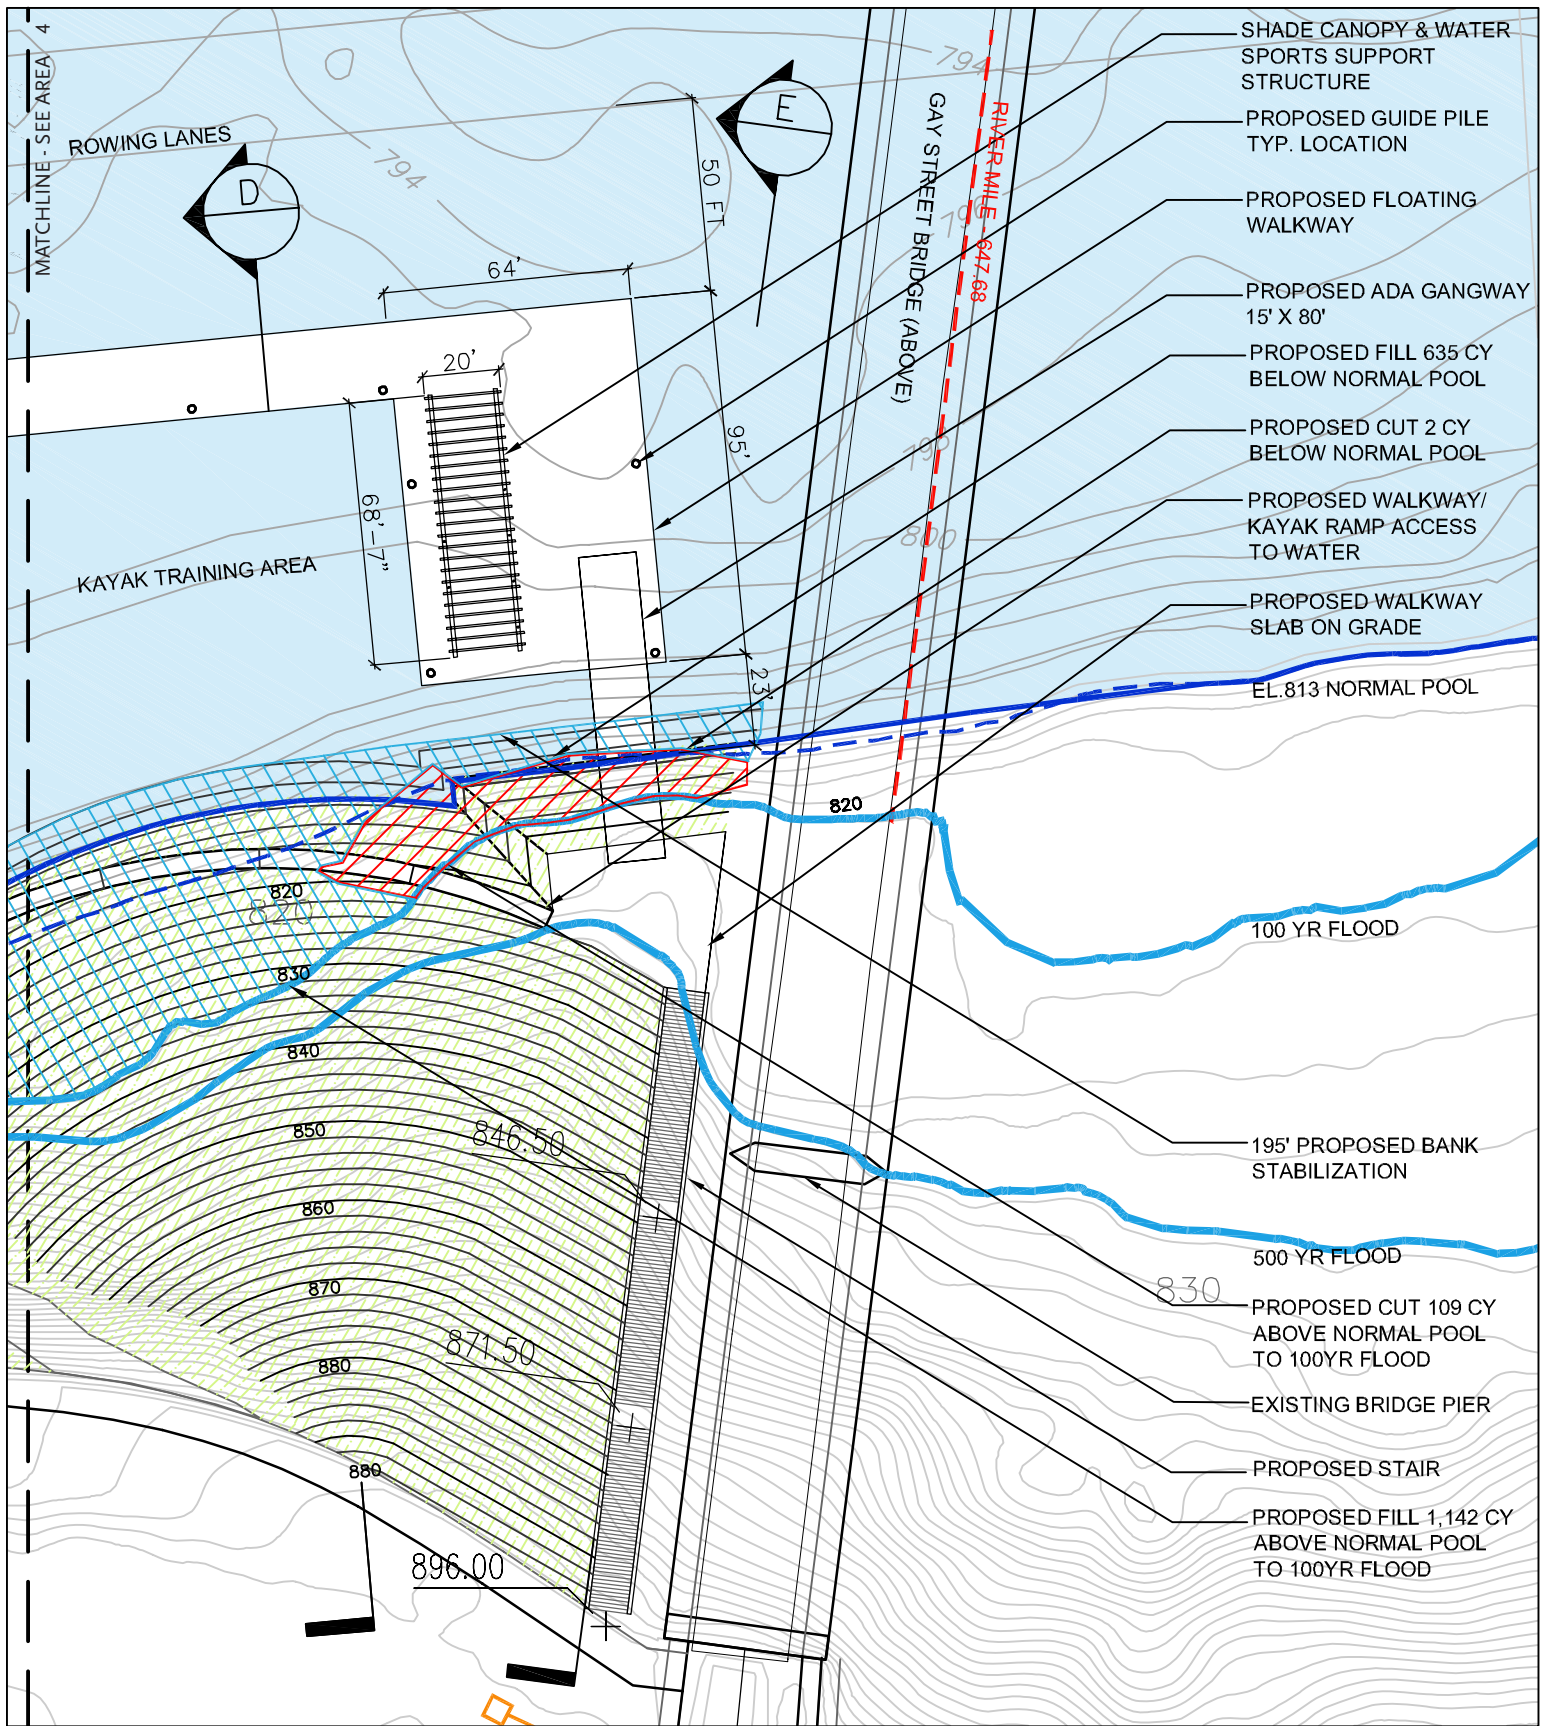 MATCHLINE - SEE AREA 4
ROWING LANES
794
794
D
E
50 FT
64'
20'
95'
68'-7"
23'
KAYAK TRAINING AREA
GAY STREET BRIDGE (ABOVE)
RIVER MILE - 647.68
796
798
800
SHADE CANOPY & WATER
SPORTS SUPPORT
STRUCTURE
PROPOSED GUIDE PILE
TYP. LOCATION
PROPOSED FLOATING
WALKWAY
PROPOSED ADA GANGWAY
15' X 80'
PROPOSED FILL 635 CY
BELOW NORMAL POOL
PROPOSED CUT 2 CY
BELOW NORMAL POOL
PROPOSED WALKWAY/
KAYAK RAMP ACCESS
TO WATER
PROPOSED WALKWAY
SLAB ON GRADE
EL.813 NORMAL POOL
820
820
820
100 YR FLOOD
830
840
850
846.50
860
870
871.50
880
880
896.00
195' PROPOSED BANK
STABILIZATION
500 YR FLOOD
830
PROPOSED CUT 109 CY
ABOVE NORMAL POOL
TO 100YR FLOOD
EXISTING BRIDGE PIER
PROPOSED STAIR
PROPOSED FILL 1,142 CY
ABOVE NORMAL POOL
TO 100YR FLOOD